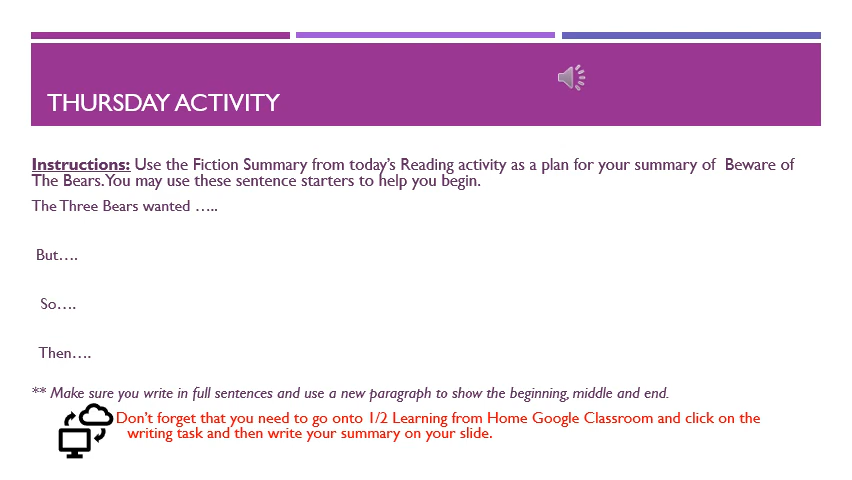 THURSDAY ACTIVITY
Instructions: Use the Fiction Summary from today's Reading activity as a plan for your summary of  Beware of
The Bears. You may use these sentence starters to help you begin.
The Three Bears wanted …..
But….
So….
Then….
** Make sure you write in full sentences and use a new paragraph to show the beginning, middle and end.
Don't forget that you need to go onto 1/2 Learning from Home Google Classroom and click on the
writing task and then write your summary on your slide.